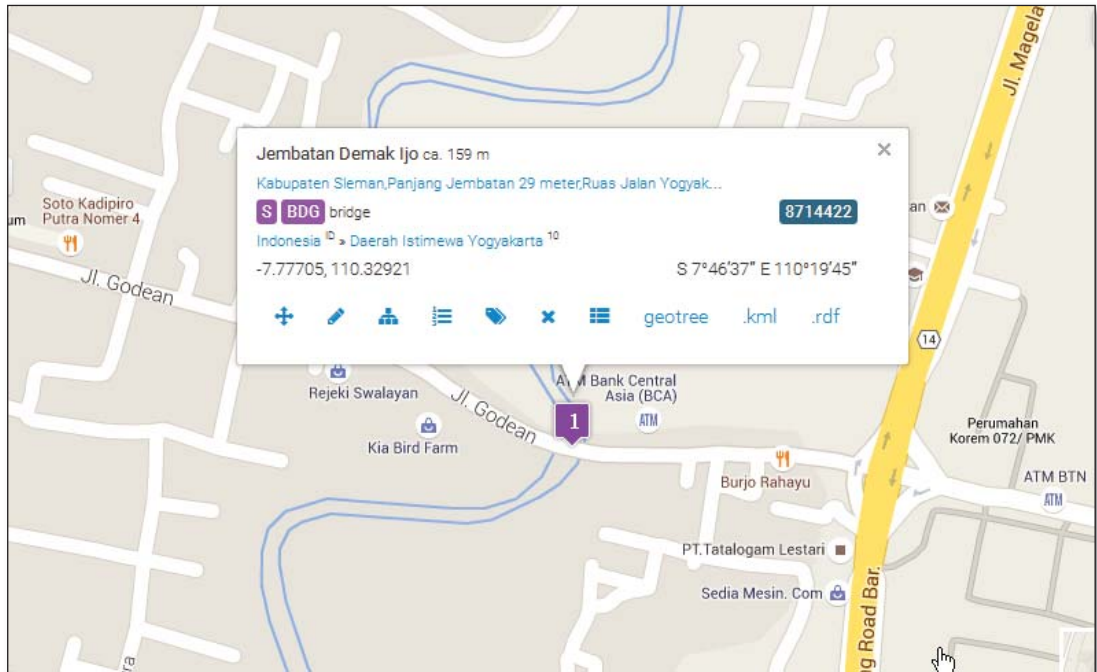 Jl. Magela
Jembatan Demak Ijo ca. 159 m
Kabupaten Sleman,Panjang Jembatan 29 meter,Ruas Jalan Yogyak...
S BDG bridge 8714422
Indonesia ID » Daerah Istimewa Yogyakarta 10
-7.77705, 110.32921 S 7°46'37" E 110°19'45"
geotree .kml .rdf
Soto Kadipiro
Putra Nomer 4
um
an
Jl. Godean
14
Rejeki Swalayan
Jl. Godean
Kia Bird Farm
ATM Bank Central
Asia (BCA)
ATM
1
Perumahan
Korem 072/ PMK
Burjo Rahayu
ATM BTN
ATM
PT.Tatalogam Lestari
Sedia Mesin. Com
g Road Bar.
ra